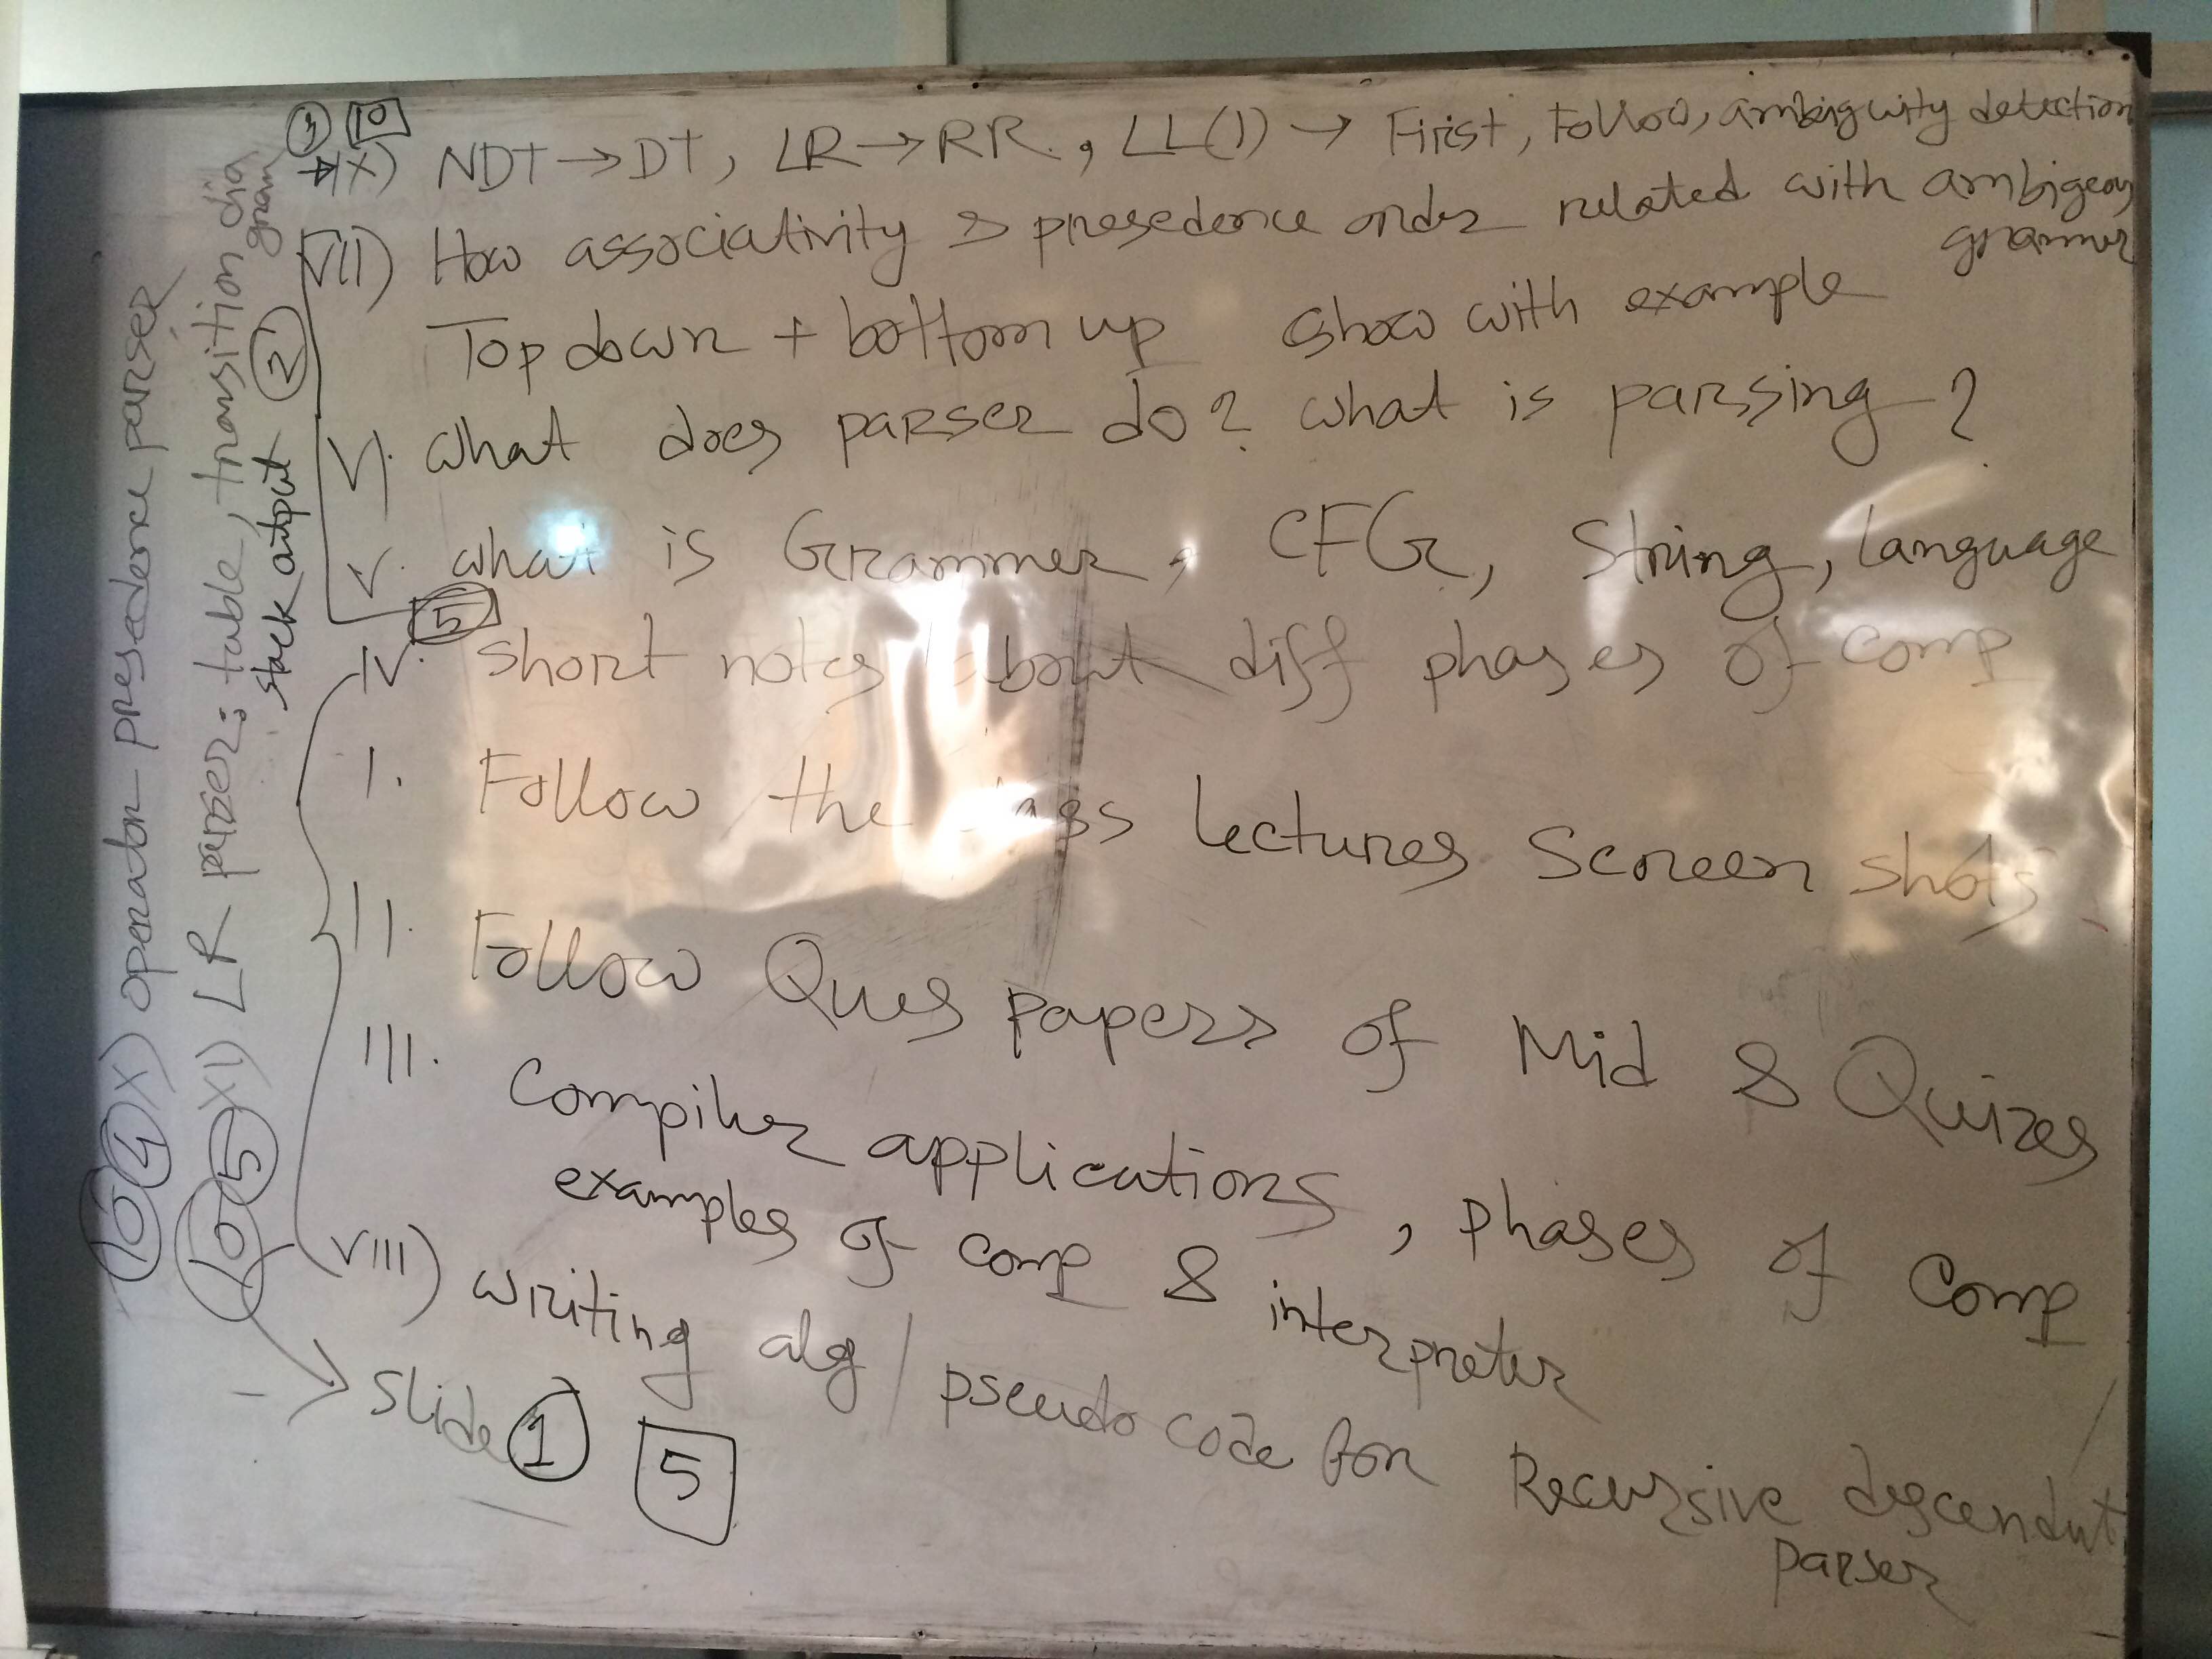 ③ 10
IX) NDT → DT, LR → RR, LL(1) → First, Follow, ambiguity detection
VII) How associativity & presedence order related with ambigeous
grammer
Top down + bottom up show with example
VI. what does parser do? what is parssing?
V. what is Grammer, CFG, String, language
5
IV. short notes about diff phases of comp
I. Follow the class lectures Screen shots
II. Follow Ques papers of Mid & Quizes
III. Compiler applications, phases of comp
examples of comp & interpreter
VIII) writing alg / pseudo code for Recursive descendut
parser
Slide ① 5
10 ④ X) operator presedence parser
10 ⑤ XI) LR parser: table, transition dia
gram
stack output ②